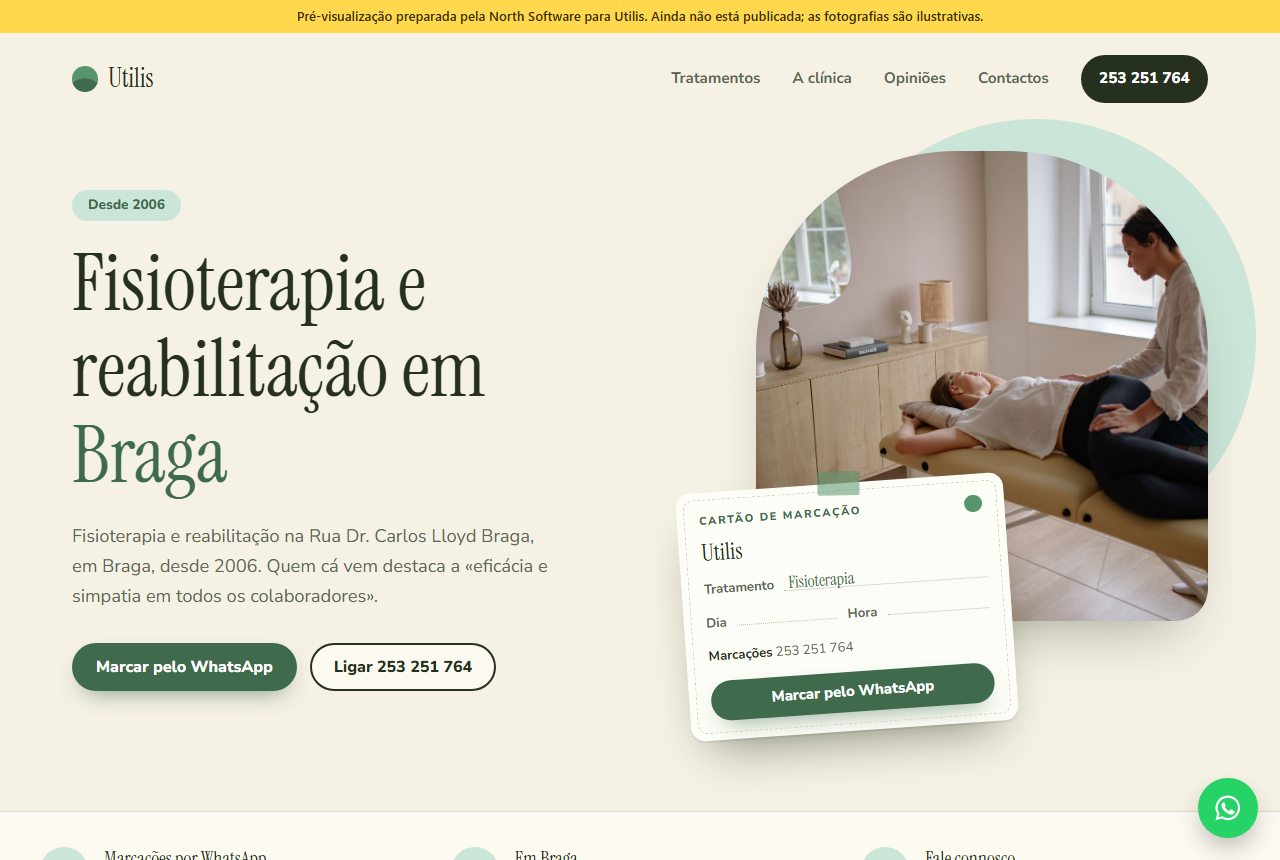 Pré-visualização preparada pela North Software para Utilis. Ainda não está publicada; as fotografias são ilustrativas.
Utilis
Tratamentos
A clínica
Opiniões
Contactos
253 251 764
Desde 2006
Fisioterapia e
reabilitação em
Braga
Fisioterapia e reabilitação na Rua Dr. Carlos Lloyd Braga,
em Braga, desde 2006. Quem cá vem destaca a «eficácia e
simpatia em todos os colaboradores».
Marcar pelo WhatsApp
Ligar 253 251 764
CARTÃO DE MARCAÇÃO
Utilis
Tratamento Fisioterapia
Dia Hora
Marcações 253 251 764
Marcar pelo WhatsApp
Marcações por WhatsApp
Em Braga
Fale connosco